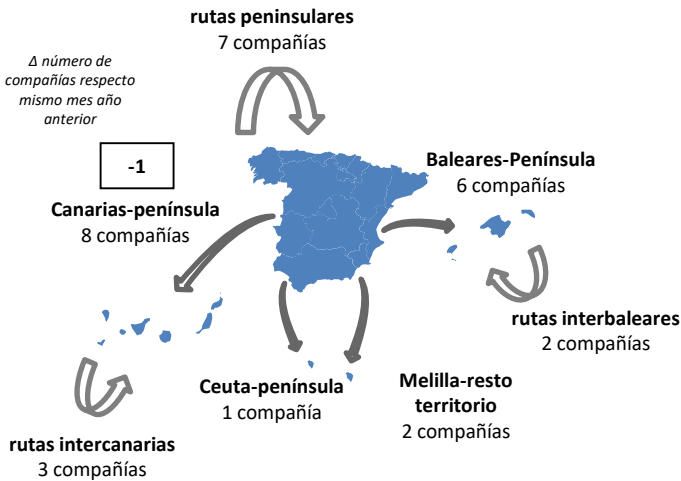 rutas peninsulares
7 compañías
Δ número de
compañías respecto
mismo mes año
anterior
-1
Canarias-península
8 compañías
Baleares-Península
6 compañías
rutas interbaleares
2 compañías
Ceuta-península
1 compañía
Melilla-resto
territorio
2 compañías
rutas intercanarias
3 compañías